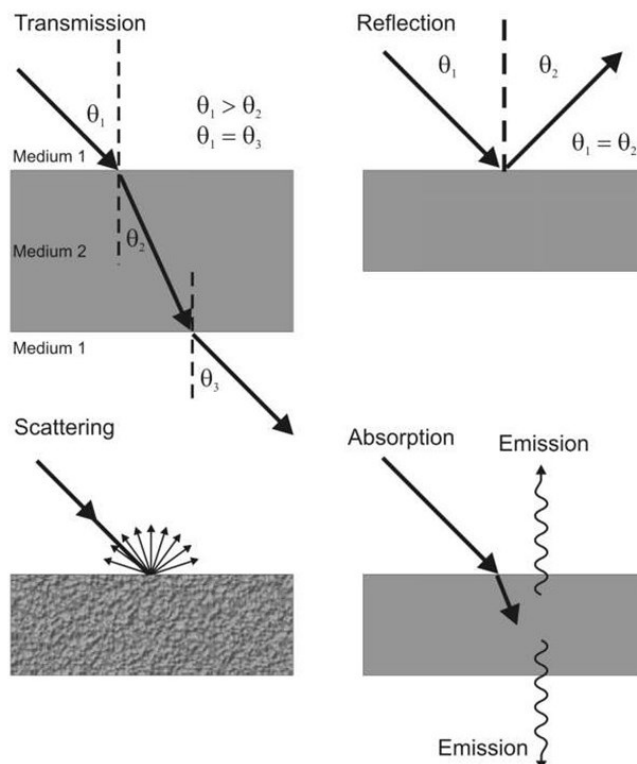 Transmission
θ₁
θ₁ > θ₂
θ₁ = θ₃
Medium 1
Medium 2
θ₂
Medium 1
θ₃
Reflection
θ₁
θ₂
θ₁ = θ₂
Scattering
Absorption
Emission
Emission